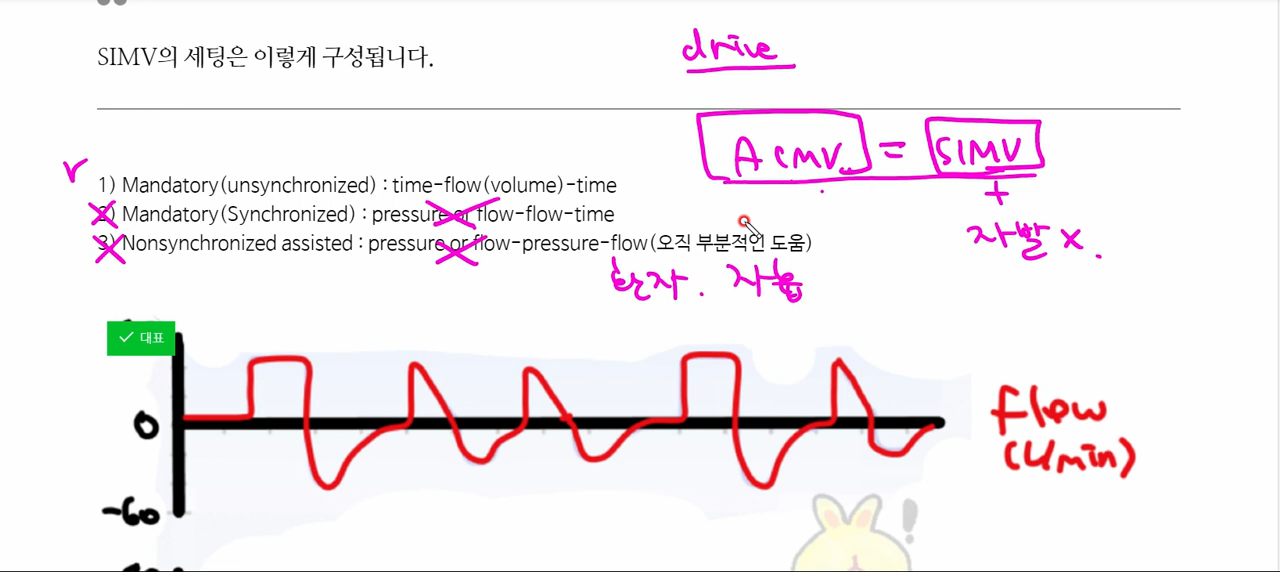 SIMV의 세팅은 이렇게 구성됩니다.
drive
ACMV = SIMV
+
자발 x.
1) Mandatory(unsynchronized) : time-flow(volume)-time
2) Mandatory(Synchronized) : pressure or flow-flow-time
3) Nonsynchronized assisted : pressure or flow-pressure-flow(오직 부분적인 도움)
환자.
대표
0
flow
(L/min)
-60
!